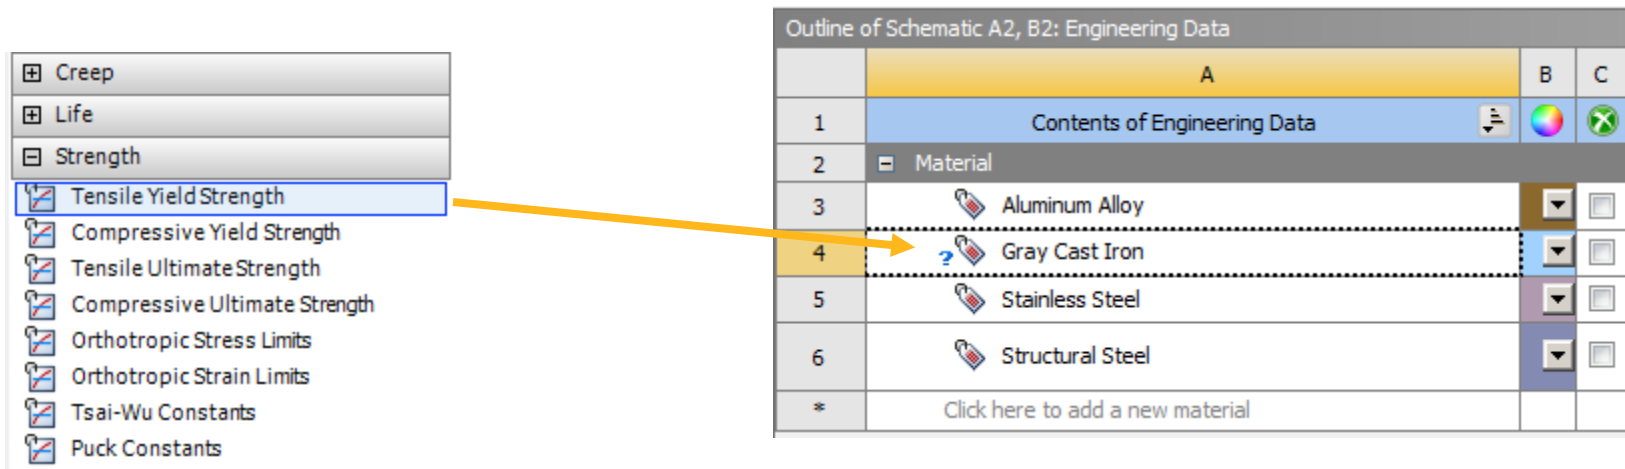 Creep
Life
Strength
Tensile Yield Strength
Compressive Yield Strength
Tensile Ultimate Strength
Compressive Ultimate Strength
Orthotropic Stress Limits
Orthotropic Strain Limits
Tsai-Wu Constants
Puck Constants
Outline of Schematic A2, B2: Engineering Data
A B C
1 Contents of Engineering Data
2 Material
3 Aluminum Alloy
4 ? Gray Cast Iron
5 Stainless Steel
6 Structural Steel
* Click here to add a new material